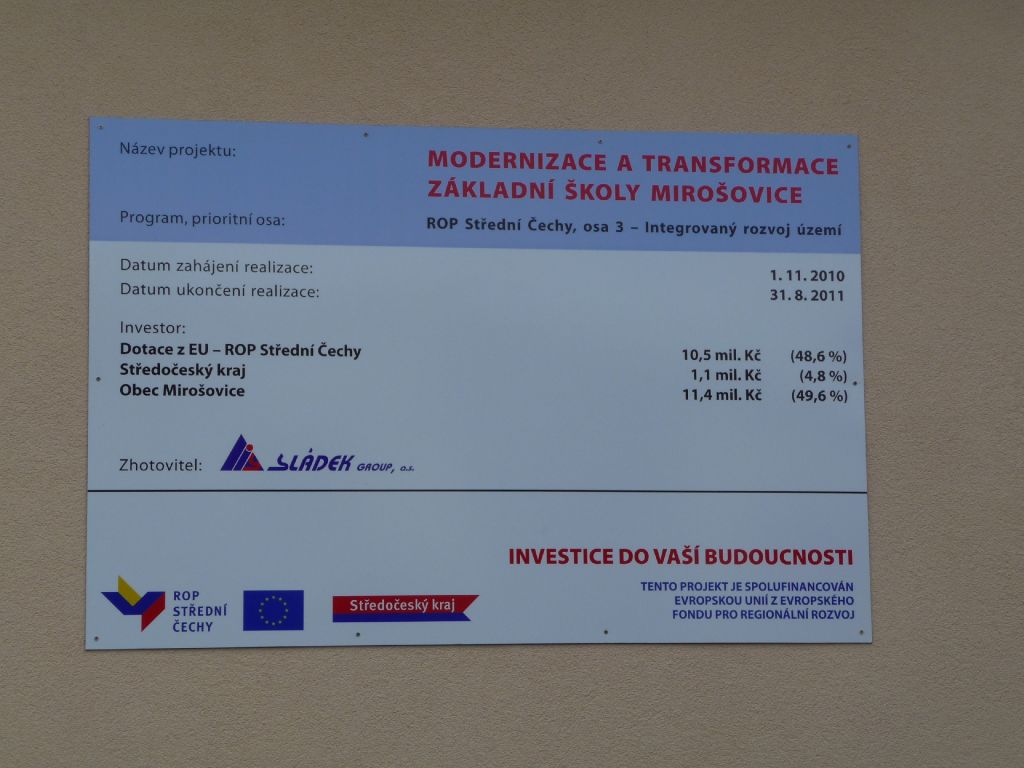 Název projektu:
MODERNIZACE A TRANSFORMACE
ZÁKLADNÍ ŠKOLY MIROŠOVICE
Program, prioritní osa:
ROP Střední Čechy, osa 3 – Integrovaný rozvoj území
Datum zahájení realizace: 1. 11. 2010
Datum ukončení realizace: 31. 8. 2011
Investor:
Dotace z EU – ROP Střední Čechy 10,5 mil. Kč (48,6 %)
Středočeský kraj 1,1 mil. Kč (4,8 %)
Obec Mirošovice 11,4 mil. Kč (49,6 %)
Zhotovitel: SLÁDEK GROUP, a.s.
INVESTICE DO VAŠÍ BUDOUCNOSTI
TENTO PROJEKT JE SPOLUFINANCOVÁN
EVROPSKOU UNIÍ Z EVROPSKÉHO
FONDU PRO REGIONÁLNÍ ROZVOJ
ROP
STŘEDNÍ
ČECHY
Středočeský kraj